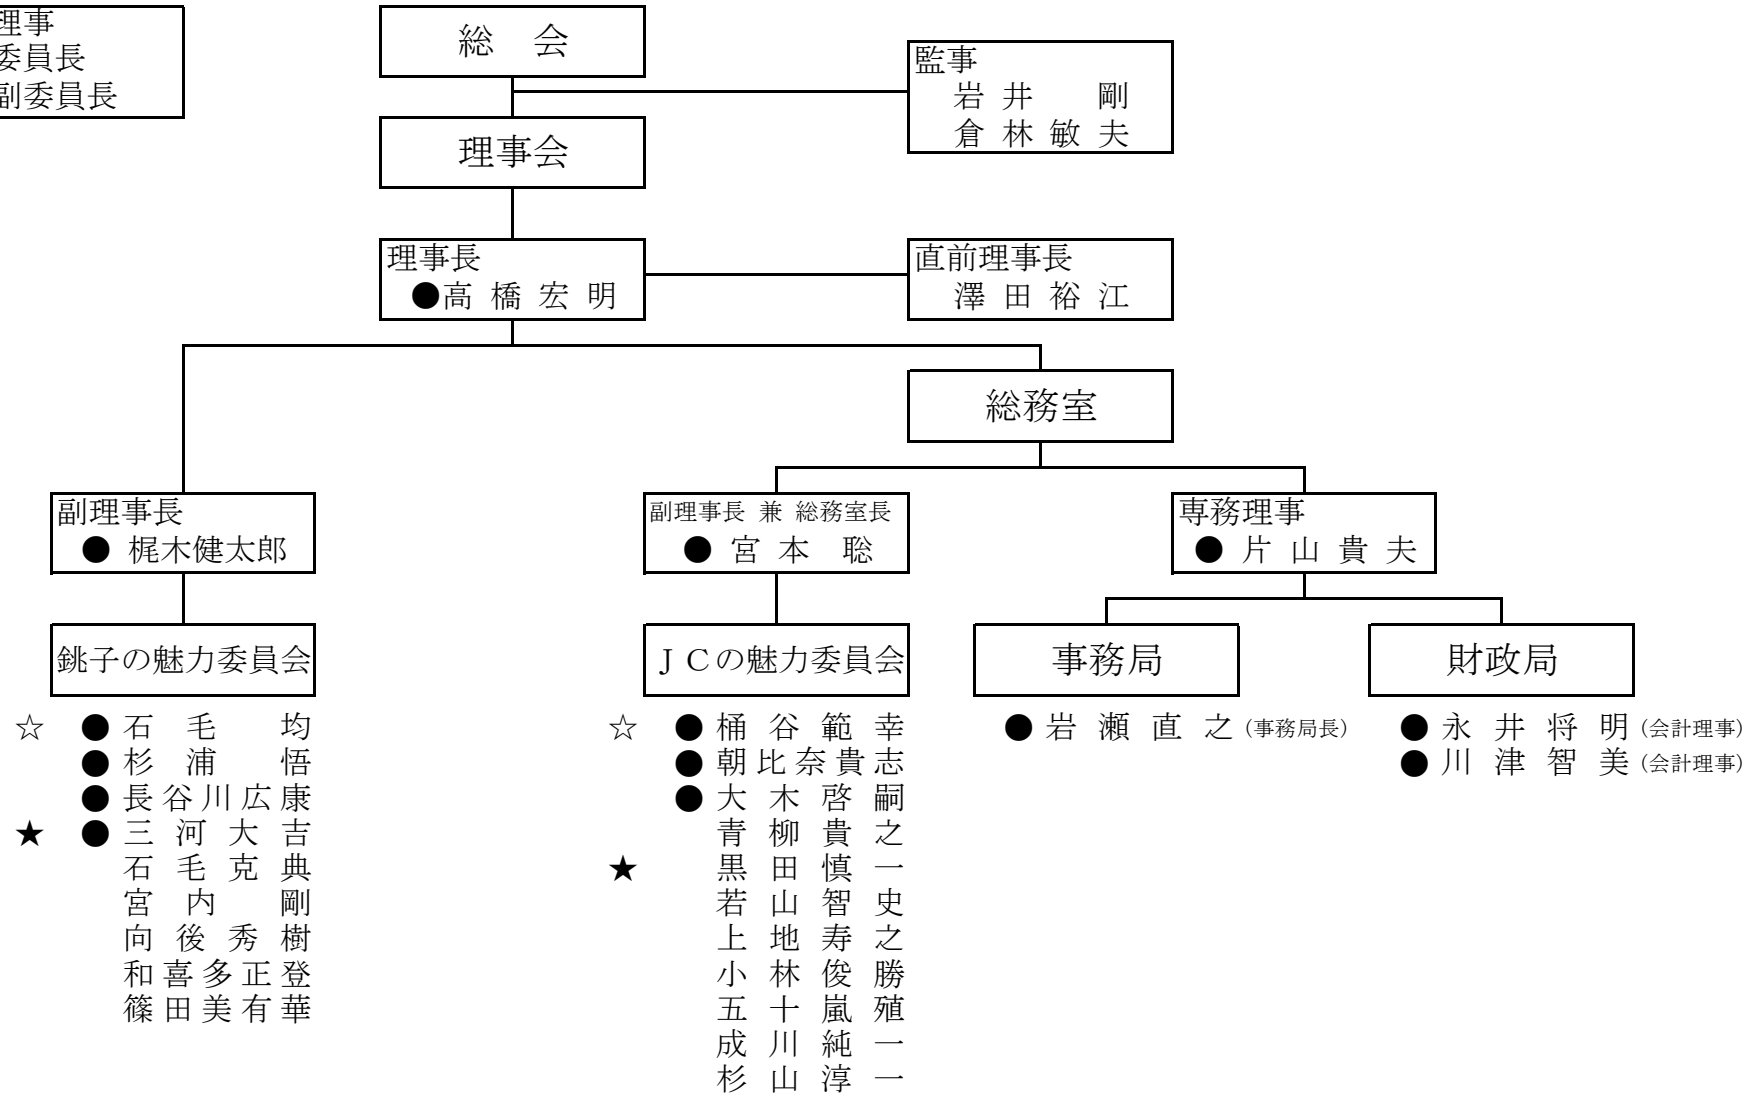 理事
委員長
副委員長
総　会
監事
岩井　剛
倉林敏夫
理事会
理事長
●高橋宏明
直前理事長
澤田裕江
総務室
副理事長
● 梶木健太郎
副理事長 兼 総務室長
● 宮本　聡
専務理事
● 片山貴夫
銚子の魅力委員会
ＪＣの魅力委員会
事務局
財政局
☆ ● 石毛　均
● 杉浦　悟
● 長谷川広康
★ ● 三河大吉
石毛克典
宮内　剛
向後秀樹
和喜多正登
篠田美有華
☆ ● 桶谷範幸
● 朝比奈貴志
● 大木啓嗣
青柳貴之
★ 黒田慎一
若山智史
上地寿之
小林俊勝
五十嵐殖
成川純一
杉山淳一
● 岩瀬直之(事務局長)
● 永井将明(会計理事)
● 川津智美(会計理事)